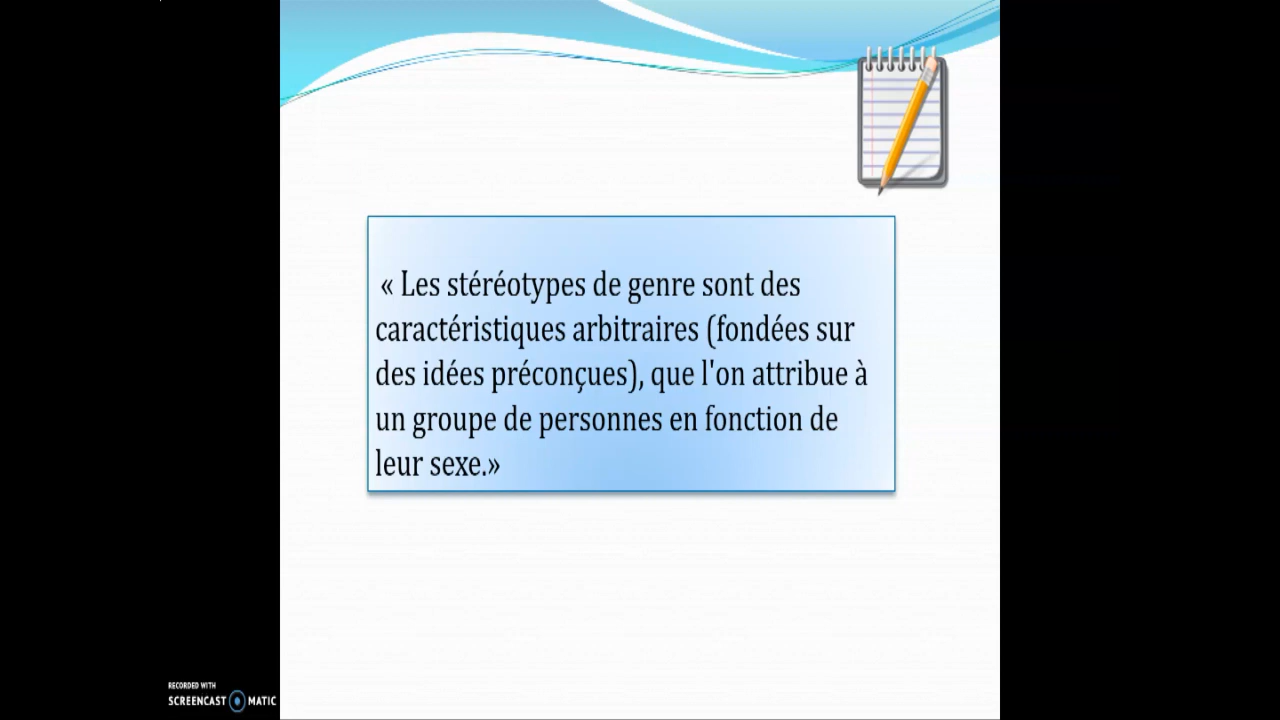 « Les stéréotypes de genre sont des
caractéristiques arbitraires (fondées sur
des idées préconçues), que l'on attribue à
un groupe de personnes en fonction de
leur sexe.»
RECORDED WITH
SCREENCAST MATIC